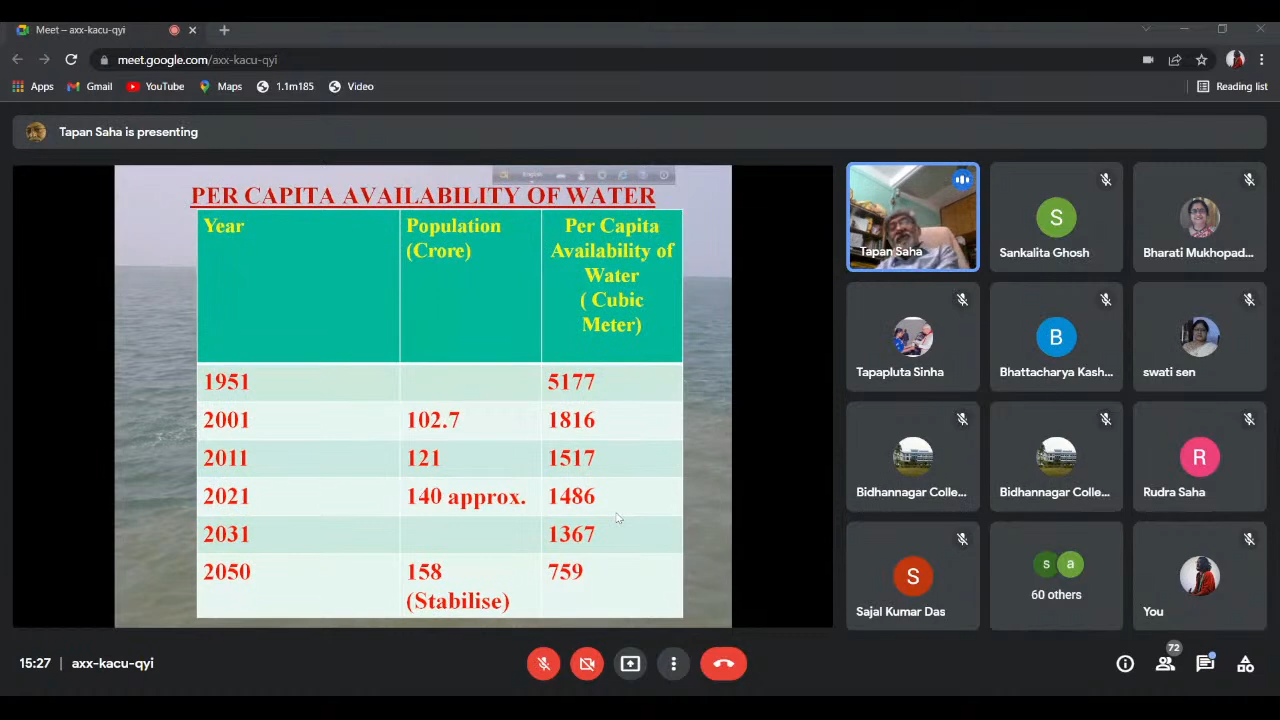 Meet – axx-kacu-qyi
meet.google.com/axx-kacu-qyi
Apps Gmail YouTube Maps 1.1m185 Video Reading list
Tapan Saha is presenting
PER CAPITA AVAILABILITY OF WATER
Year
Population
(Crore)
Per Capita
Availability of
Water
( Cubic
Meter)
1951 5177
2001 102.7 1816
2011 121 1517
2021 140 approx. 1486
2031 1367
2050 158 759
(Stabilise)
Tapan Saha
S
Sankalita Ghosh
Bharati Mukhopad...
Tapapluta Sinha
B
Bhattacharya Kash...
swati sen
Bidhannagar Colle...
Bidhannagar Colle...
R
Rudra Saha
S
Sajal Kumar Das
s a
60 others
You
15:27 | axx-kacu-qyi
72